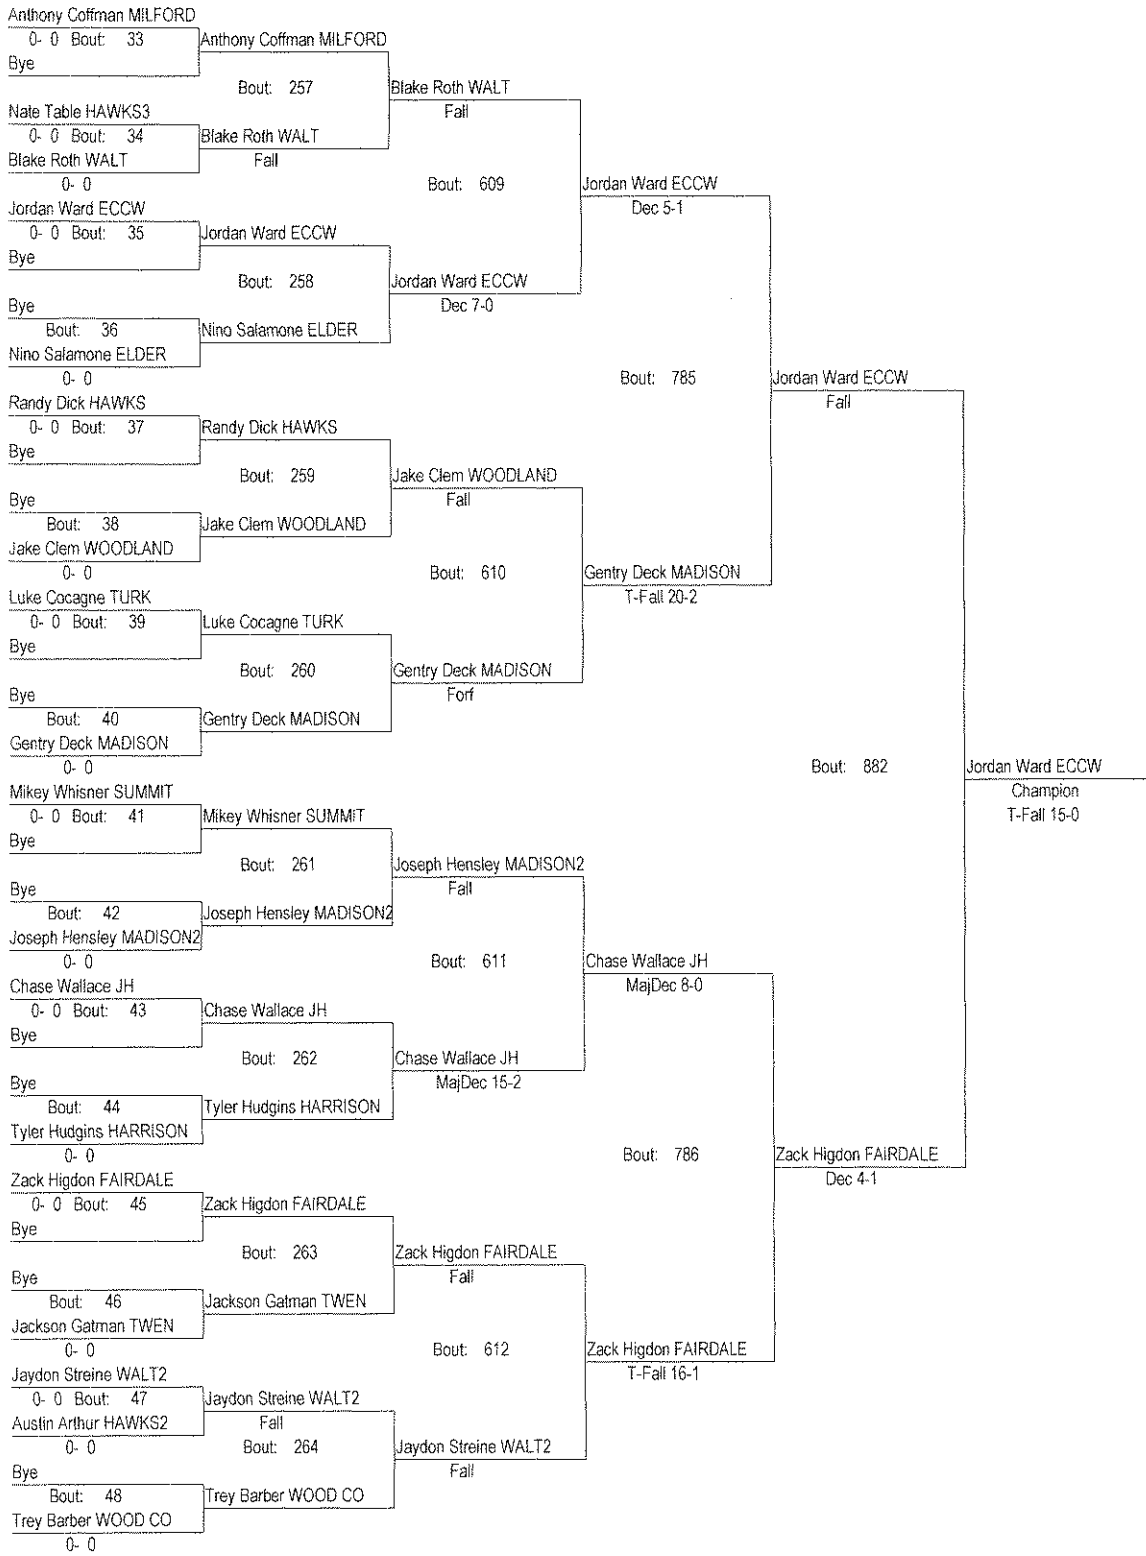 Anthony Coffman MILFORD
0- 0 Bout: 33
Bye
Anthony Coffman MILFORD
Bout: 257
Nate Table HAWKS3
0- 0 Bout: 34
Blake Roth WALT
0- 0
Blake Roth WALT
Fall
Blake Roth WALT
Fall
Bout: 609
Jordan Ward ECCW
0- 0 Bout: 35
Bye
Jordan Ward ECCW
Bout: 258
Bye
Bout: 36
Nino Salamone ELDER
0- 0
Nino Salamone ELDER
Jordan Ward ECCW
Dec 7-0
Jordan Ward ECCW
Dec 5-1
Bout: 785
Randy Dick HAWKS
0- 0 Bout: 37
Bye
Randy Dick HAWKS
Bout: 259
Bye
Bout: 38
Jake Clem WOODLAND
0- 0
Jake Clem WOODLAND
Jake Clem WOODLAND
Fall
Bout: 610
Luke Cocagne TURK
0- 0 Bout: 39
Bye
Luke Cocagne TURK
Bout: 260
Bye
Bout: 40
Gentry Deck MADISON
0- 0
Gentry Deck MADISON
Gentry Deck MADISON
Forf
Gentry Deck MADISON
T-Fall 20-2
Jordan Ward ECCW
Fall
Bout: 882
Mikey Whisner SUMMIT
0- 0 Bout: 41
Bye
Mikey Whisner SUMMIT
Bout: 261
Bye
Bout: 42
Joseph Hensley MADISON2
0- 0
Joseph Hensley MADISON2
Joseph Hensley MADISON2
Fall
Bout: 611
Chase Wallace JH
0- 0 Bout: 43
Bye
Chase Wallace JH
Bout: 262
Bye
Bout: 44
Tyler Hudgins HARRISON
0- 0
Tyler Hudgins HARRISON
Chase Wallace JH
MajDec 15-2
Chase Wallace JH
MajDec 8-0
Bout: 786
Zack Higdon FAIRDALE
0- 0 Bout: 45
Bye
Zack Higdon FAIRDALE
Bout: 263
Bye
Bout: 46
Jackson Gatman TWEN
0- 0
Jackson Gatman TWEN
Zack Higdon FAIRDALE
Fall
Bout: 612
Jaydon Streine WALT2
0- 0 Bout: 47
Austin Arthur HAWKS2
0- 0
Jaydon Streine WALT2
Fall
Bout: 264
Bye
Bout: 48
Trey Barber WOOD CO
0- 0
Trey Barber WOOD CO
Jaydon Streine WALT2
Fall
Zack Higdon FAIRDALE
T-Fall 16-1
Zack Higdon FAIRDALE
Dec 4-1
Jordan Ward ECCW
Champion
T-Fall 15-0